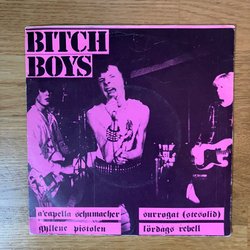 BITCH
BOYS
a'capella schumacher
gyllene pistolen
surrogat (stesolid)
lördags rebell